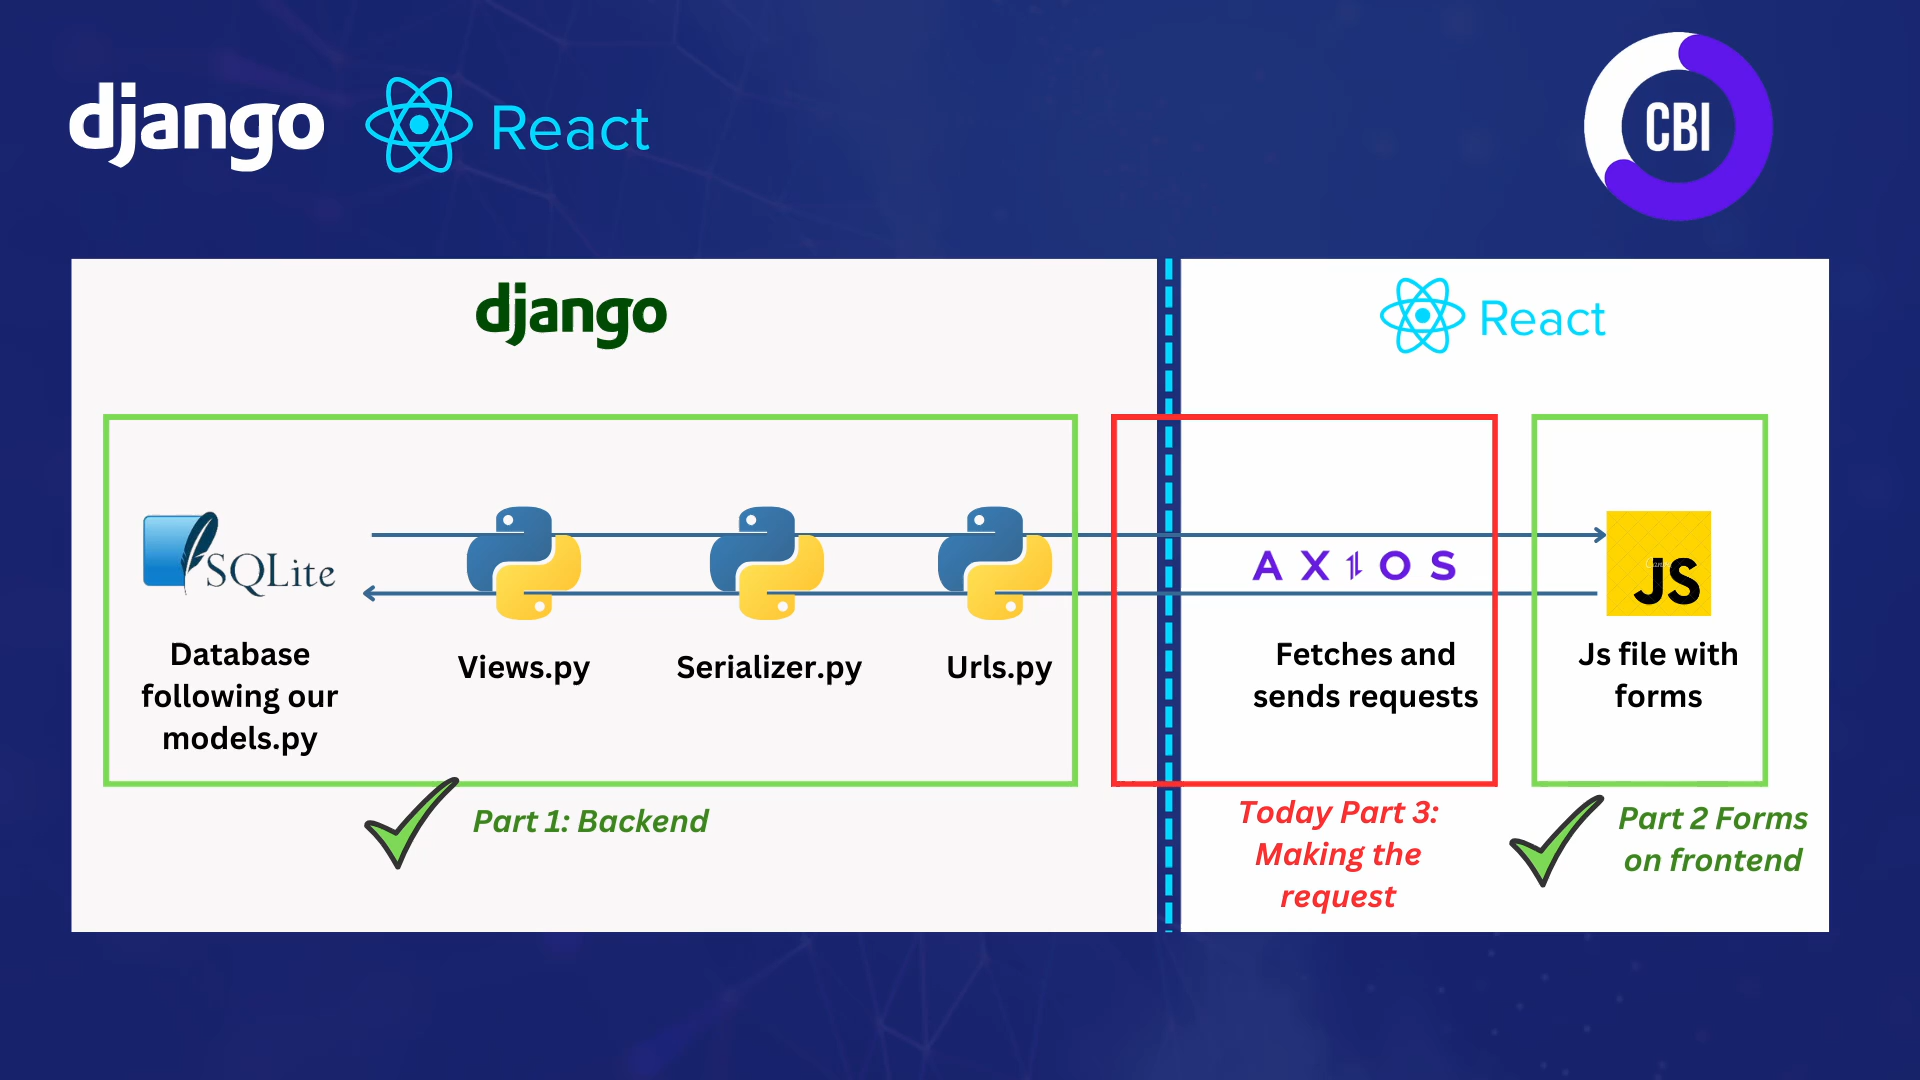 django React
CBI
django
React
SQLite
AXIOS
JS
Database
following our
models.py
Views.py
Serializer.py
Urls.py
Fetches and
sends requests
Js file with
forms
Part 1: Backend
Today Part 3:
Making the
request
Part 2 Forms
on frontend